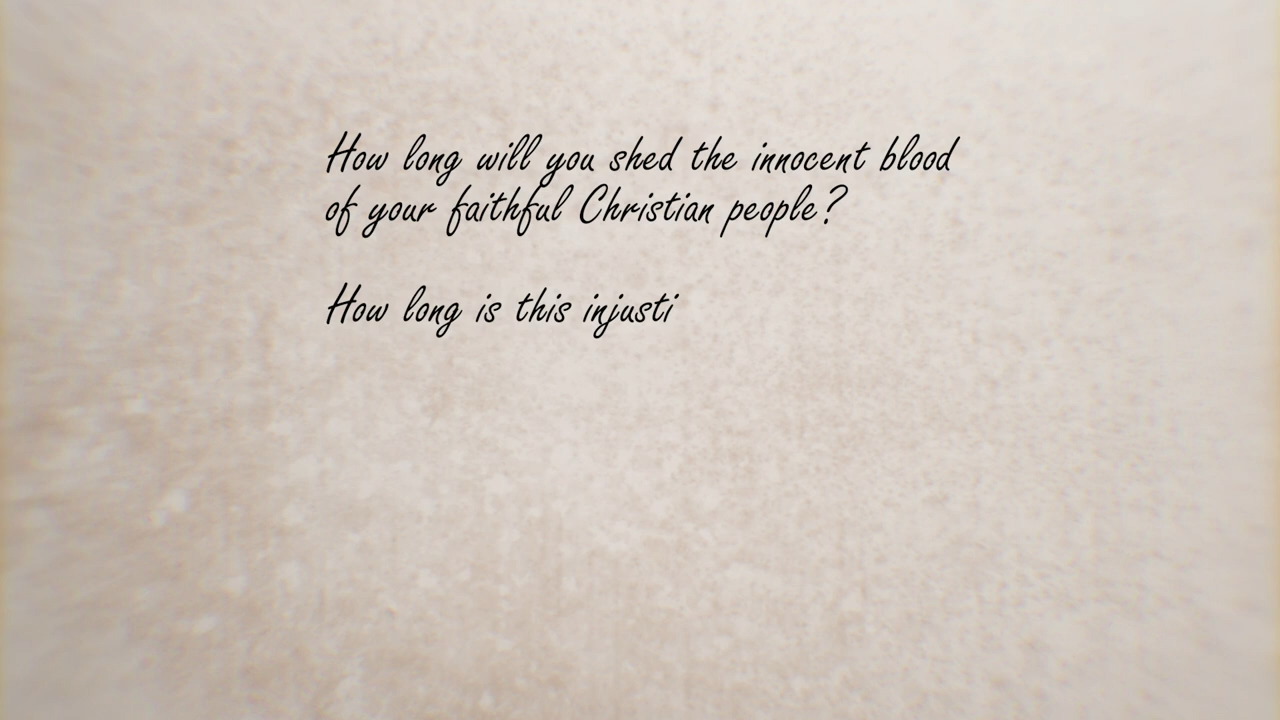 How long will you shed the innocent blood
of your faithful Christian people?
How long is this injusti